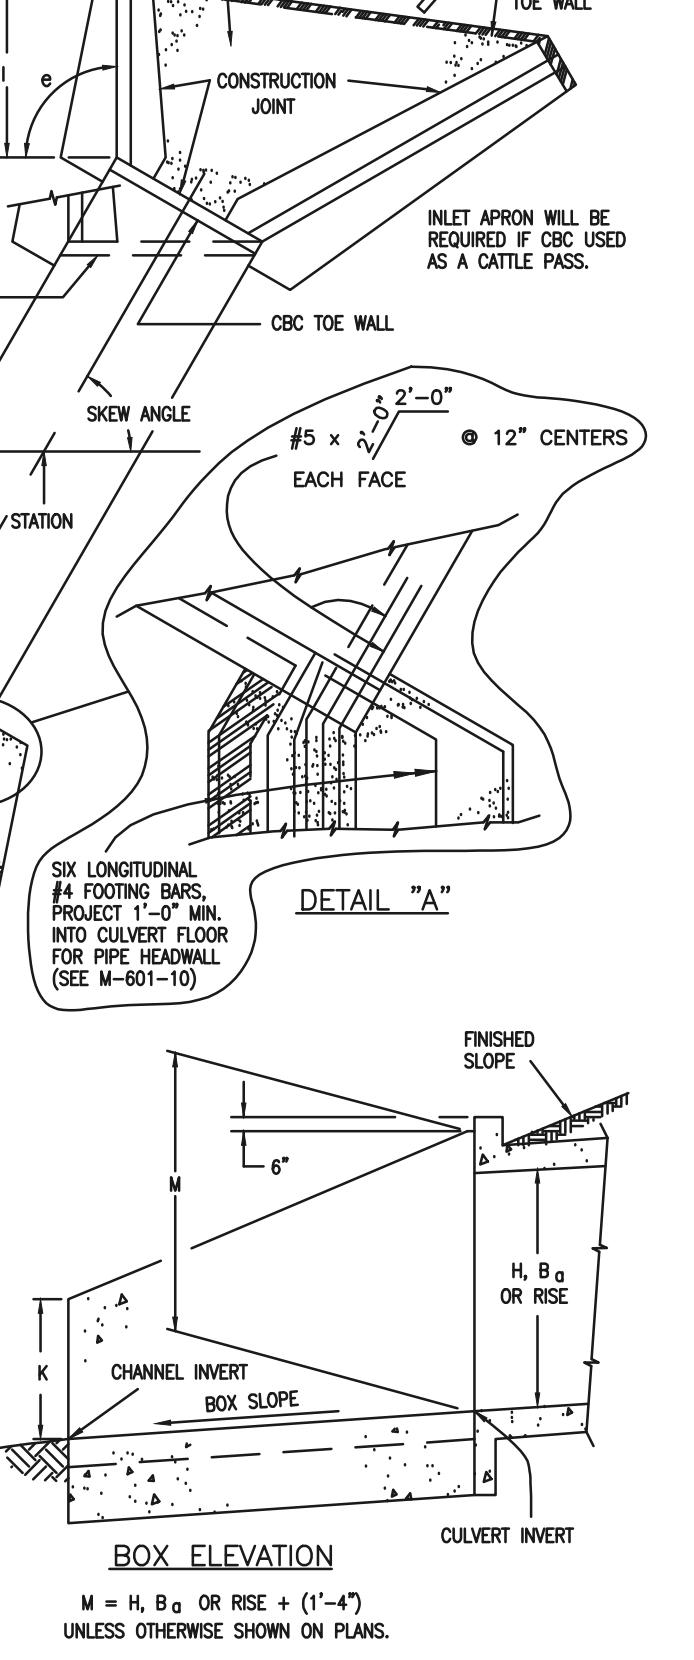 TOE WALL
e
CONSTRUCTION
JOINT
INLET APRON WILL BE
REQUIRED IF CBC USED
AS A CATTLE PASS.
CBC TOE WALL
SKEW ANGLE
STATION
2'-0"
2'-0"
#5 x @ 12" CENTERS
EACH FACE
SIX LONGITUDINAL
#4 FOOTING BARS,
PROJECT 1'-0" MIN.
INTO CULVERT FLOOR
FOR PIPE HEADWALL
(SEE M-601-10)
DETAIL "A"
FINISHED
SLOPE
6"
M
H, Ba
OR RISE
K
CHANNEL INVERT
BOX SLOPE
CULVERT INVERT
BOX ELEVATION
M = H, Ba OR RISE + (1'-4")
UNLESS OTHERWISE SHOWN ON PLANS.